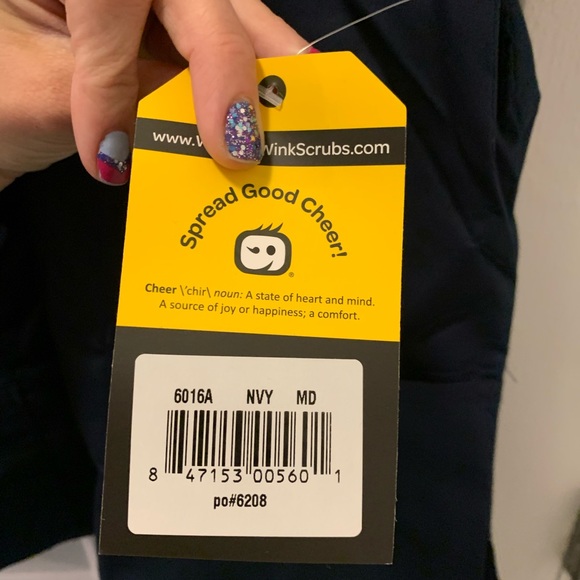 www.W WinkScrubs.com
Spread Good Cheer!
®
Cheer \'chir\ noun: A state of heart and mind.
A source of joy or happiness; a comfort.
6016A NVY MD
8 47153 00560 1
po#6208